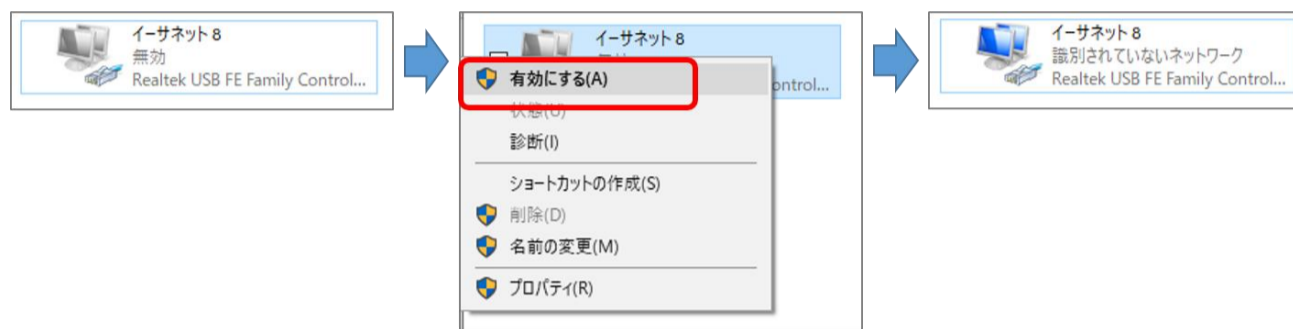 イーサネット 8
無効
Realtek USB FE Family Control...
イーサネット 8
ontrol...
有効にする(A)
状態(U)
診断(I)
ショートカットの作成(S)
削除(D)
名前の変更(M)
プロパティ(R)
イーサネット 8
識別されていないネットワーク
Realtek USB FE Family Control...